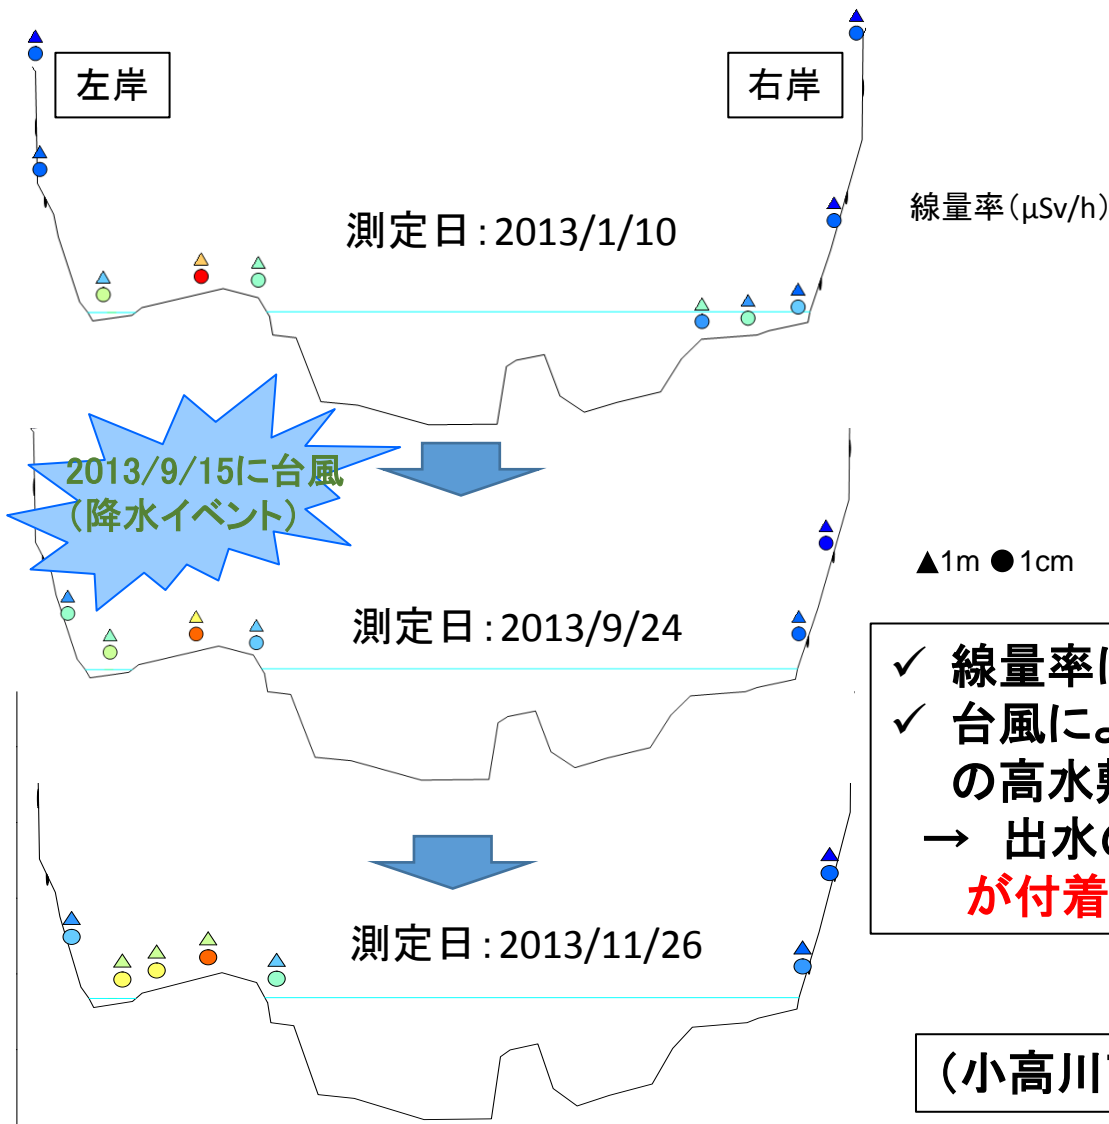 左岸
右岸
測定日：2013/1/10
線量率（μSv/h）
2013/9/15に台風
（降水イベント）
▲1m ●1cm
測定日：2013/9/24
✓ 線量率
✓ 台風に
の高水
→ 出水
が付着
測定日：2013/11/26
（小高川